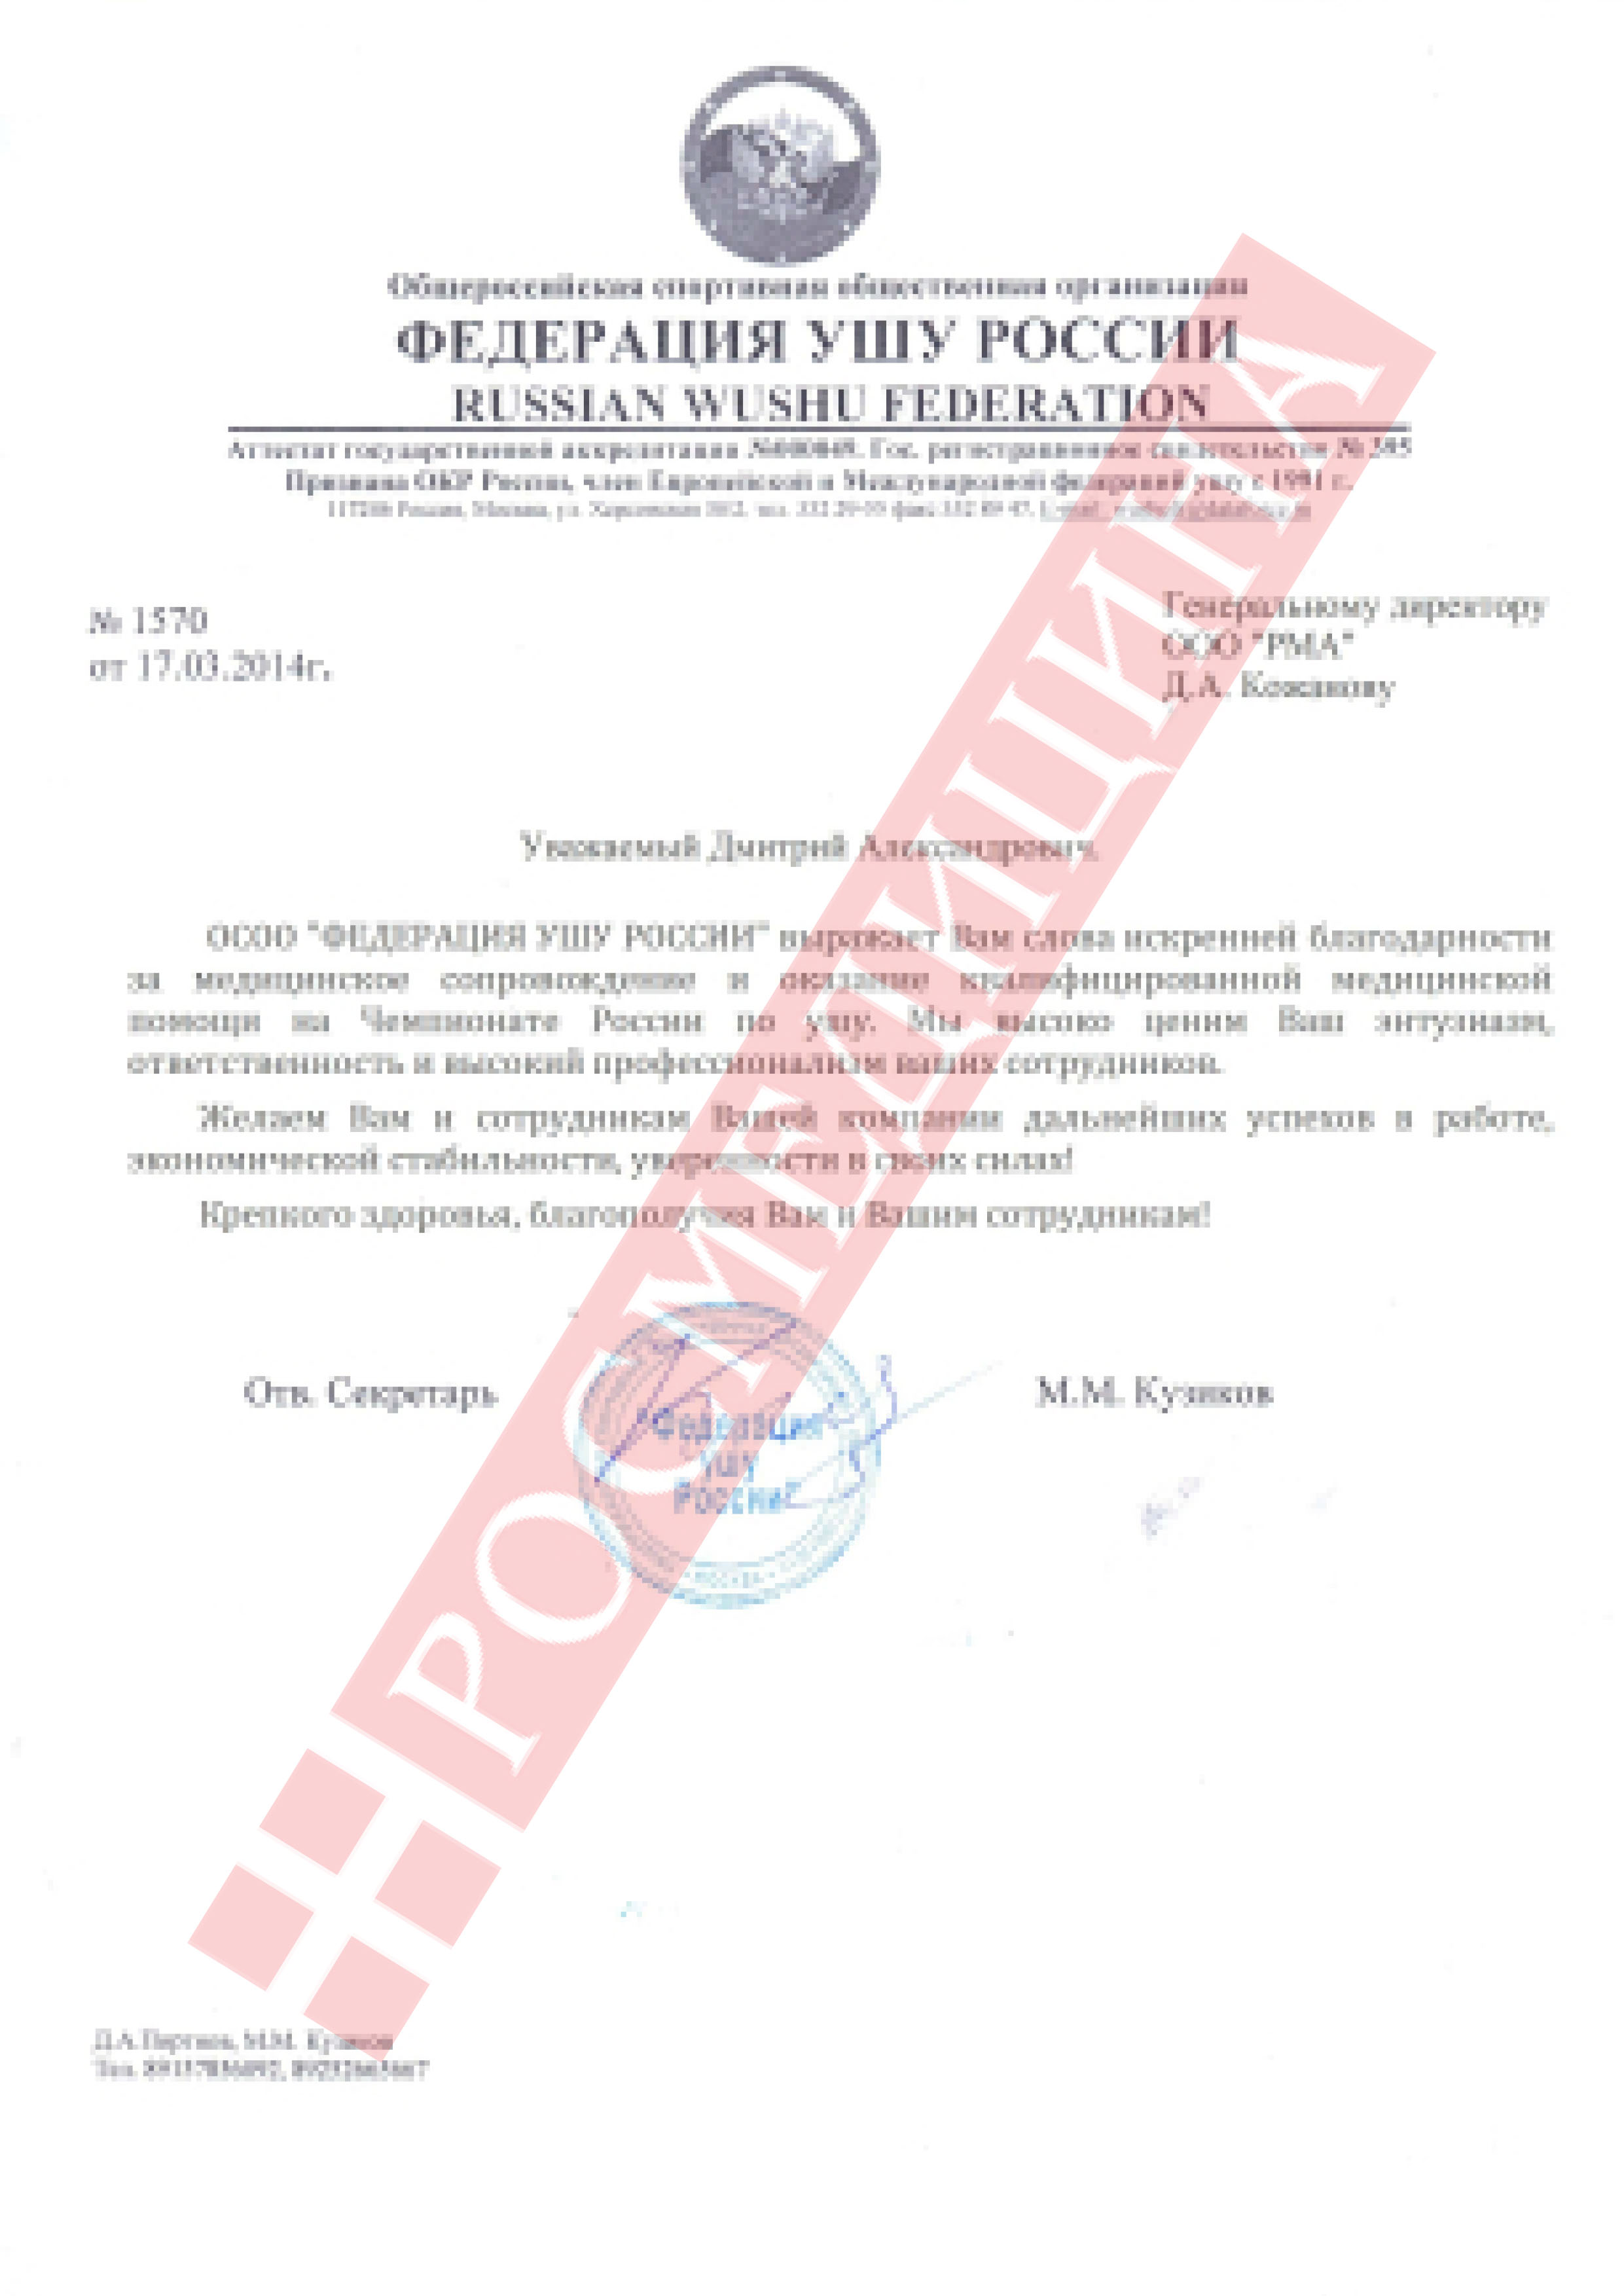 Общероссийская спортивная общественная организация
ФЕДЕРАЦИЯ УШУ РОССИИ
RUSSIAN WUSHU FEDERATION
Аттестат государственной аккредитации Гос. регистрационное свидетельство № 395
Признана ОКР России, член Европейской и Международной федераций ушу с 1991 г.
Россия, Москва, ул.
№ 1570
от 17.03.2014г.
Генеральному директору
ООО "РМА"
Д.А. Кожанову
Уважаемый Дмитрий Александрович,
ОСОО "ФЕДЕРАЦИЯ УШУ РОССИИ" выражает Вам слова искренней благодарности
за медицинское сопровождение и оказание квалифицированной медицинской
помощи на Чемпионате России по ушу. Мы высоко ценим Ваш энтузиазм,
ответственность и высокий профессионализм ваших сотрудников.
Желаем Вам и сотрудникам Вашей компании дальнейших успехов в работе,
экономической стабильности, уверенности в своих силах!
Крепкого здоровья, благополучия Вам и Вашим сотрудникам!
Отв. Секретарь
М.М. Кузиков
"Федерация
УШУ
России"
РОСМЕДИЦИНА
М.М. Кузиков
Тел.